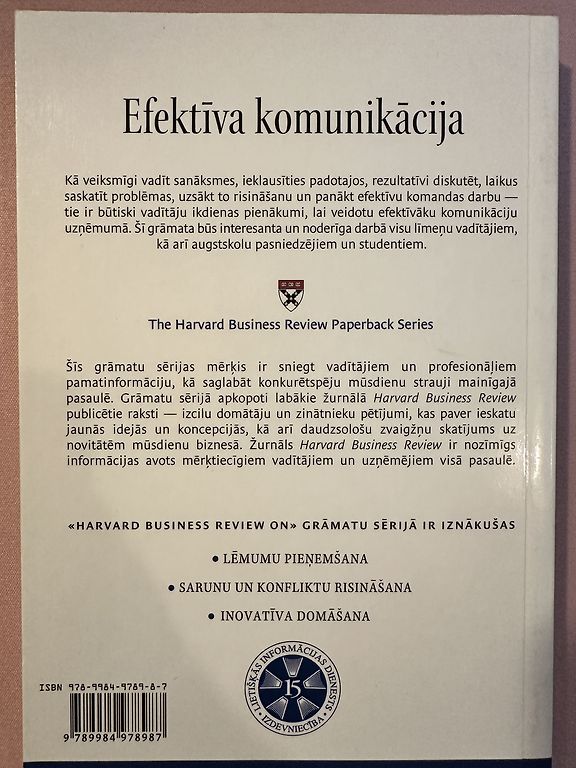 Efektīva komunikācija
Kā veiksmīgi vadīt sanāksmes, ieklausīties padotajos, rezultatīvi diskutēt, laikus
saskatīt problēmas, uzsākt to risināšanu un panākt efektīvu komandas darbu —
tie ir būtiski vadītāju ikdienas pienākumi, lai veidotu efektīvāku komunikāciju
uzņēmumā. Šī grāmata būs interesanta un noderīga darbā visu līmeņu vadītājiem,
kā arī augstskolu pasniedzējiem un studentiem.
The Harvard Business Review Paperback Series
Šīs grāmatu sērijas mērķis ir sniegt vadītājiem un profesionāļiem
pamatinformāciju, kā saglabāt konkurētspēju mūsdienu strauji mainīgajā
pasaulē. Grāmatu sērijā apkopoti labākie žurnālā Harvard Business Review
publicētie raksti — izcilu domātāju un zinātnieku pētījumi, kas paver ieskatu
jaunās idejās un koncepcijās, kā arī daudzsološu zvaigžņu skatījums uz
novitātēm mūsdienu biznesā. Žurnāls Harvard Business Review ir nozīmīgs
informācijas avots mērķtiecīgiem vadītājiem un uzņēmējiem visā pasaulē.
«HARVARD BUSINESS REVIEW ON» GRĀMATU SĒRIJĀ IR IZNĀKUŠAS
• LĒMUMU PIEŅEMŠANA
• SARUNU UN KONFLIKTU RISINĀŠANA
• INOVATĪVA DOMĀŠANA
LIETIŠĶĀS INFORMĀCIJAS DIENESTS
15
• IZDEVNIECĪBA •
ISBN 978-9984-9789-8-7
9 789984 978987